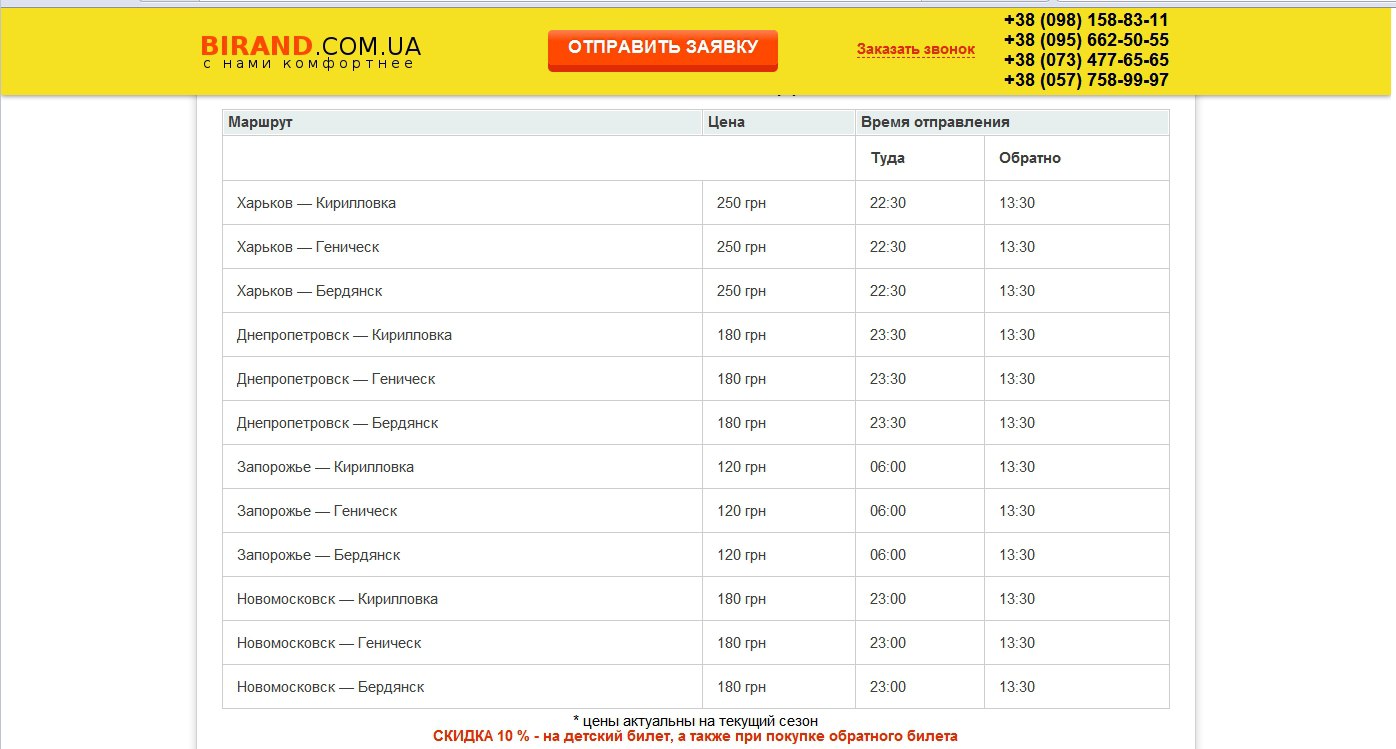 BIRAND.COM.UA
с нами комфортнее
ОТПРАВИТЬ ЗАЯВКУ
Заказать звонок
+38 (098) 158-83-11
+38 (095) 662-50-55
+38 (073) 477-65-65
+38 (057) 758-99-97
Маршрут Цена Время отправления
Туда Обратно
Харьков — Кирилловка 250 грн 22:30 13:30
Харьков — Геническ 250 грн 22:30 13:30
Харьков — Бердянск 250 грн 22:30 13:30
Днепропетровск — Кирилловка 180 грн 23:30 13:30
Днепропетровск — Геническ 180 грн 23:30 13:30
Днепропетровск — Бердянск 180 грн 23:30 13:30
Запорожье — Кирилловка 120 грн 06:00 13:30
Запорожье — Геническ 120 грн 06:00 13:30
Запорожье — Бердянск 120 грн 06:00 13:30
Новомосковск — Кирилловка 180 грн 23:00 13:30
Новомосковск — Геническ 180 грн 23:00 13:30
Новомосковск — Бердянск 180 грн 23:00 13:30
* цены актуальны на текущий сезон
СКИДКА 10 % - на детский билет, а также при покупке обратного билета